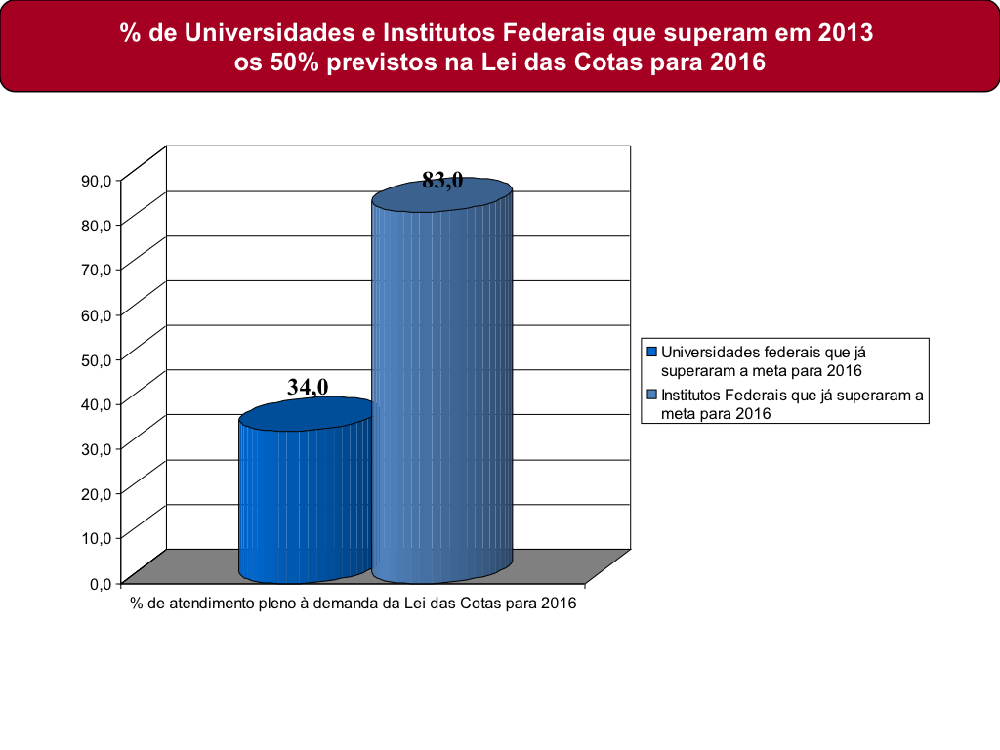 % de Universidades e Institutos Federais que superam em 2013
os 50% previstos na Lei das Cotas para 2016
90,0
80,0
70,0
60,0
50,0
40,0
30,0
20,0
10,0
0,0
83,0
34,0
% de atendimento pleno à demanda da Lei das Cotas para 2016
Universidades federais que já
superaram a meta para 2016
Institutos Federais que já superaram a
meta para 2016